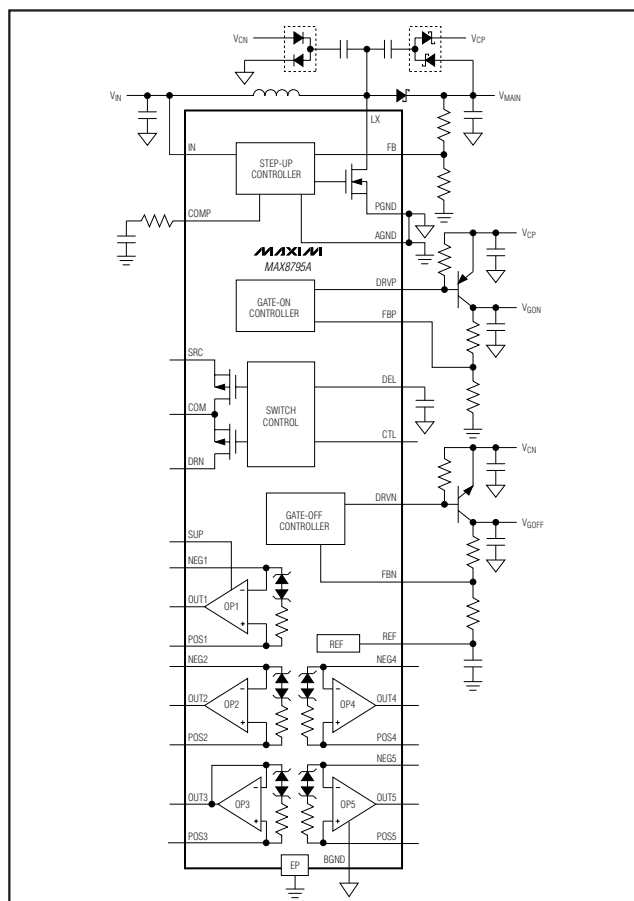 VCN
VCP
VIN
VMAIN
LX
IN
FB
STEP-UP
CONTROLLER
PGND
COMP
AGND
VCP
MAXIM
MAX8795A
DRVP
GATE-ON
CONTROLLER
VGON
FBP
SRC
DEL
COM
SWITCH
CONTROL
CTL
DRN
VCN
DRVN
GATE-OFF
CONTROLLER
VGOFF
SUP
NEG1
FBN
OUT1
OP1
POS1
REF
REF
NEG2
NEG4
OUT2
OP2
OP4
OUT4
POS2
POS4
NEG5
OUT3
OP3
OP5
OUT5
POS3
POS5
EP
BGND